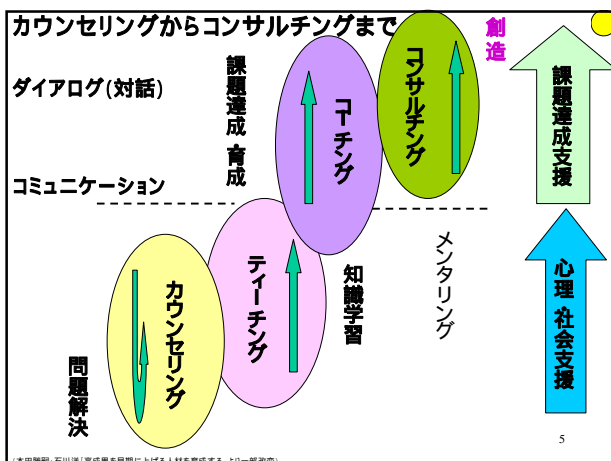 カウンセリングからコンサルチングまで
創造
ダイアログ(対話)
課題達成・育成
コーチング
コンサルチング
課題達成支援
コミュニケーション
カウンセリング
ティーチング
知識学習
メンタリング
心理・社会支援
問題解決
5